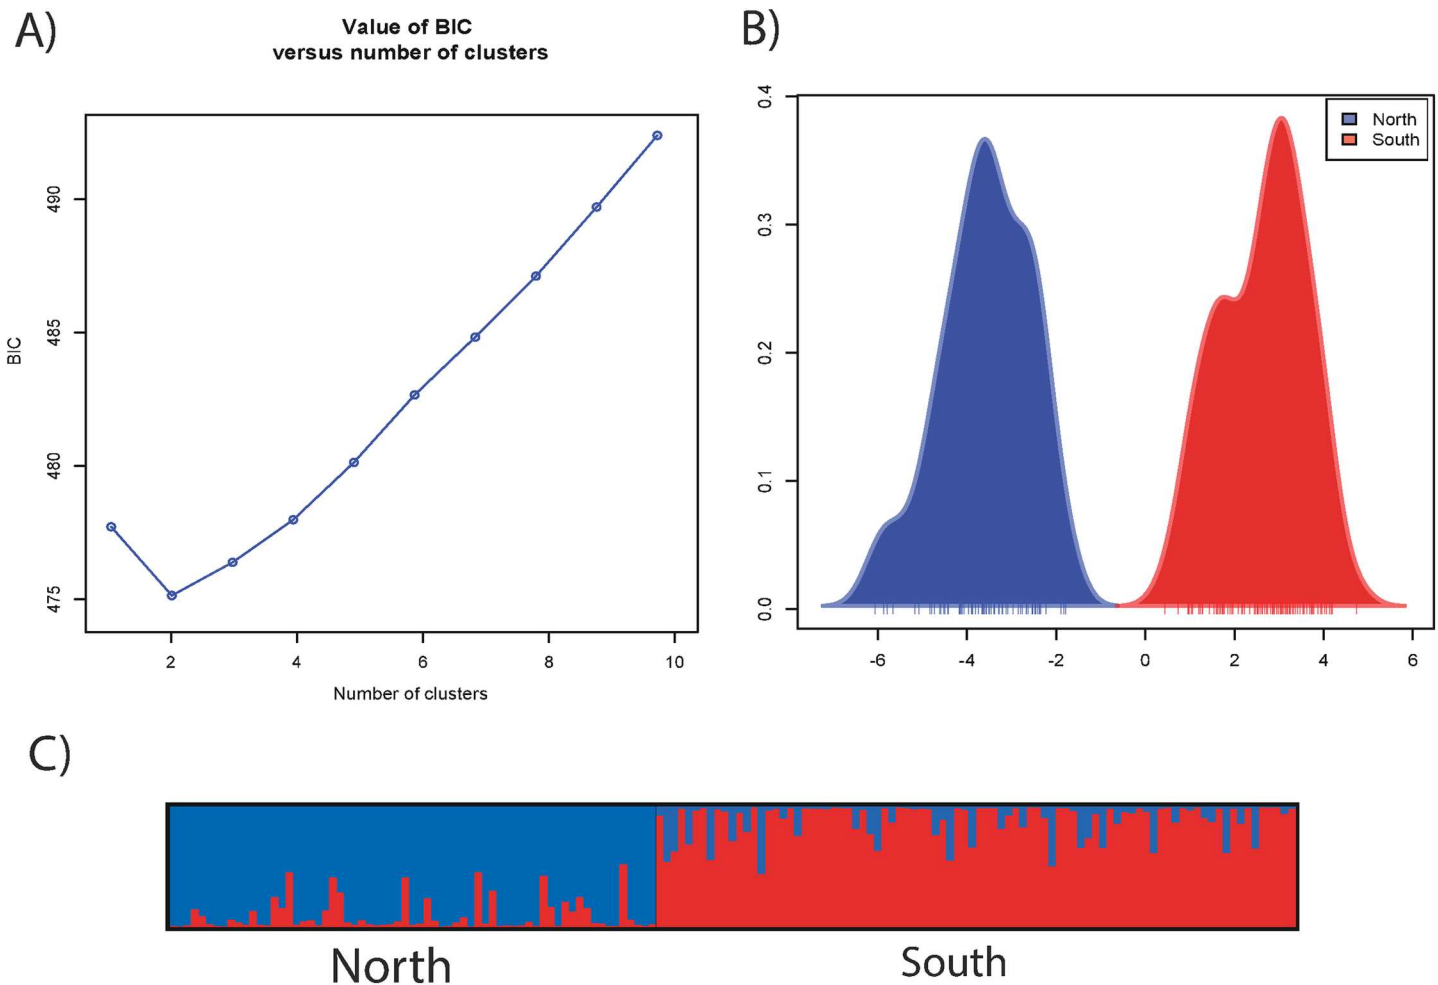 A)
Value of BIC
versus number of clusters
490
485
480
475
BIC
2 4 6 8 10
Number of clusters
B)
0.4
0.3
0.2
0.1
0.0
North
South
-6 -4 -2 0 2 4 6
C)
North South